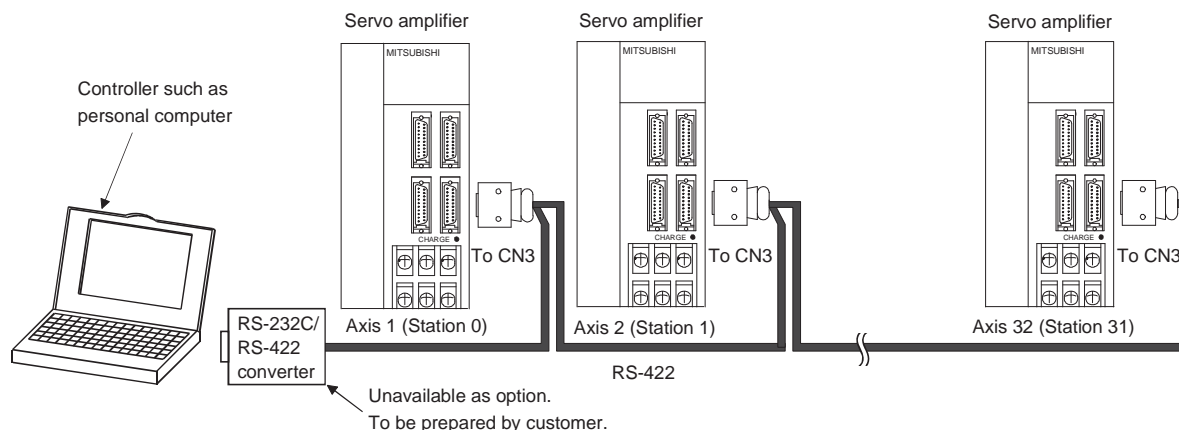 Servo amplifier
Servo amplifier
Servo amplifier
MITSUBISHI
MITSUBISHI
MITSUBISHI
Controller such as
personal computer
CHARGE
CHARGE
CHARGE
To CN3
To CN3
To CN3
RS-232C/
RS-422
converter
Axis 1 (Station 0)
Axis 2 (Station 1)
Axis 32 (Station 31)
RS-422
Unavailable as option.
To be prepared by customer.